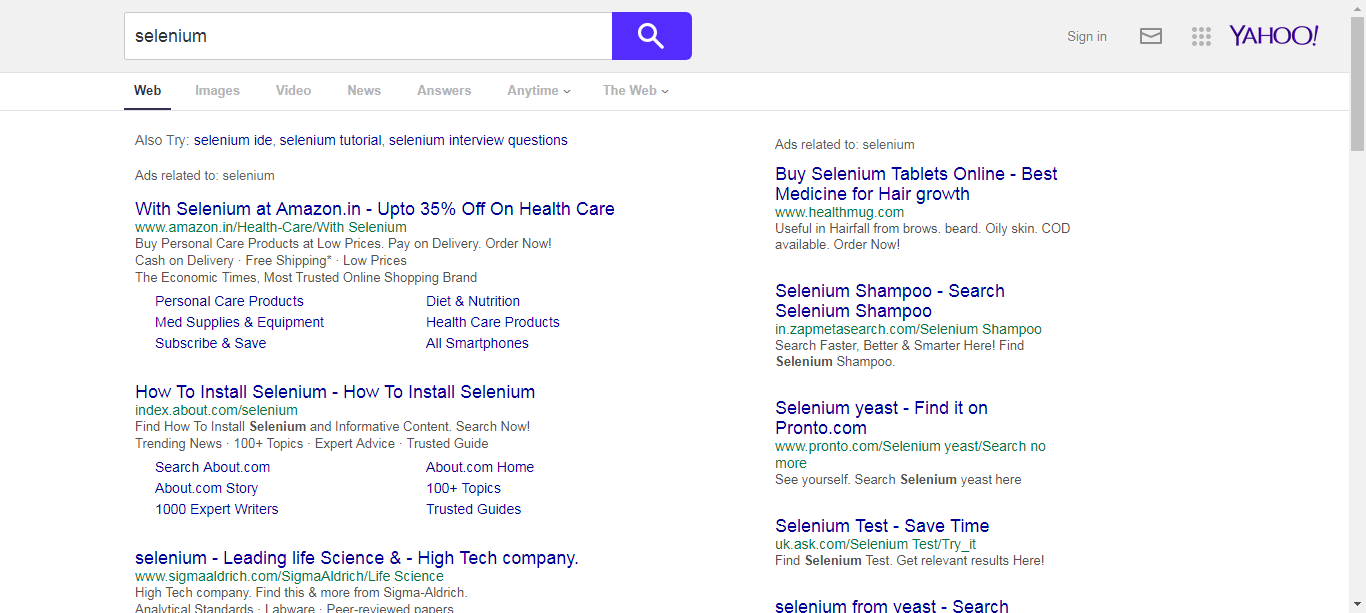 selenium
Sign in
YAHOO!
Web Images Video News Answers Anytime The Web
Also Try: selenium ide, selenium tutorial, selenium interview questions
Ads related to: selenium
With Selenium at Amazon.in - Upto 35% Off On Health Care
www.amazon.in/Health-Care/With Selenium
Buy Personal Care Products at Low Prices. Pay on Delivery. Order Now!
Cash on Delivery · Free Shipping* · Low Prices
The Economic Times, Most Trusted Online Shopping Brand
Personal Care Products Diet & Nutrition
Med Supplies & Equipment Health Care Products
Subscribe & Save All Smartphones
How To Install Selenium - How To Install Selenium
index.about.com/selenium
Find How To Install Selenium and Informative Content. Search Now!
Trending News · 100+ Topics · Expert Advice · Trusted Guide
Search About.com About.com Home
About.com Story 100+ Topics
1000 Expert Writers Trusted Guides
selenium - Leading life Science & - High Tech company.
www.sigmaaldrich.com/SigmaAldrich/Life Science
High Tech company. Find this & more from Sigma-Aldrich.
Analytical Standards · Labware · Peer-reviewed papers
Ads related to: selenium
Buy Selenium Tablets Online - Best
Medicine for Hair growth
www.healthmug.com
Useful in Hairfall from brows. beard. Oily skin. COD
available. Order Now!
Selenium Shampoo - Search
Selenium Shampoo
in.zapmetasearch.com/Selenium Shampoo
Search Faster, Better & Smarter Here! Find
Selenium Shampoo.
Selenium yeast - Find it on
Pronto.com
www.pronto.com/Selenium yeast/Search no
more
See yourself. Search Selenium yeast here
Selenium Test - Save Time
uk.ask.com/Selenium Test/Try_it
Find Selenium Test. Get relevant results Here!
selenium from yeast - Search